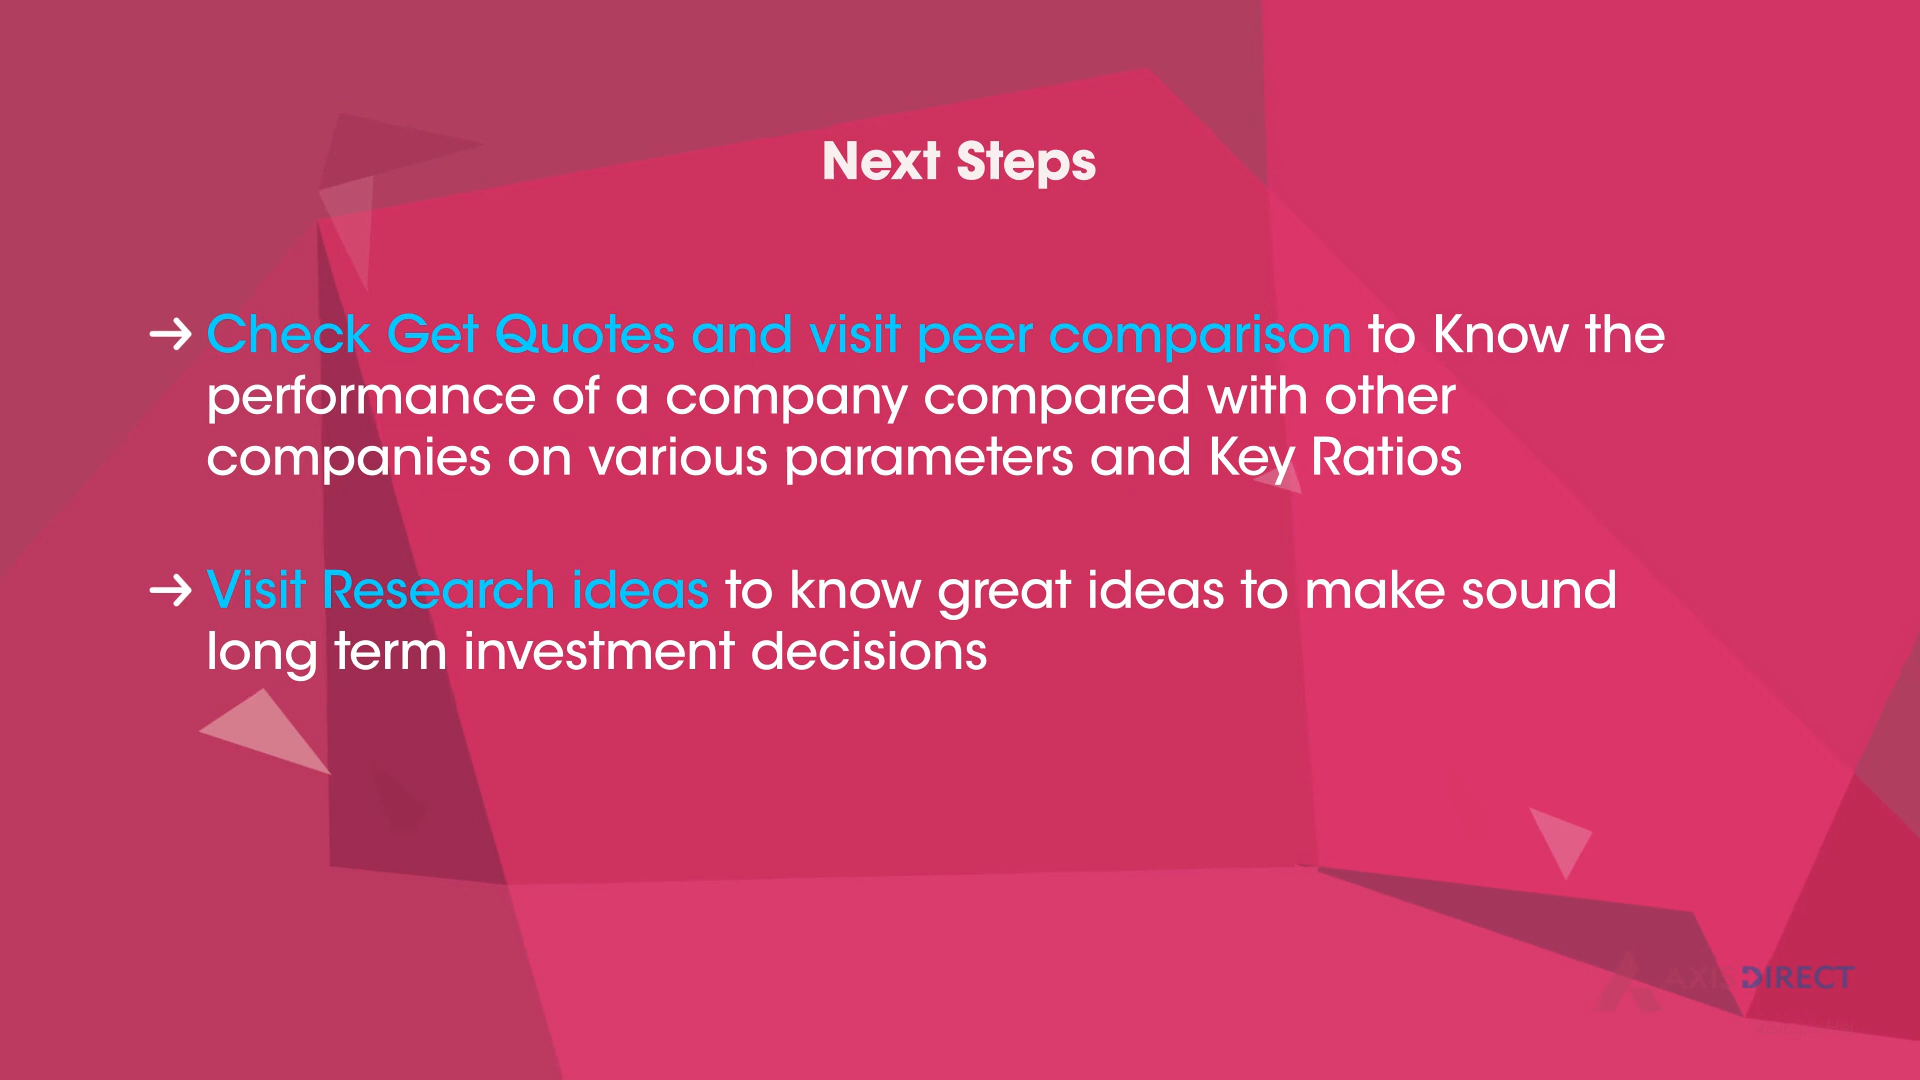 Next Steps
→ Check Get Quotes and visit peer comparison to Know the
performance of a company compared with other
companies on various parameters and Key Ratios
→ Visit Research ideas to know great ideas to make sound
long term investment decisions
AXIS DIRECT